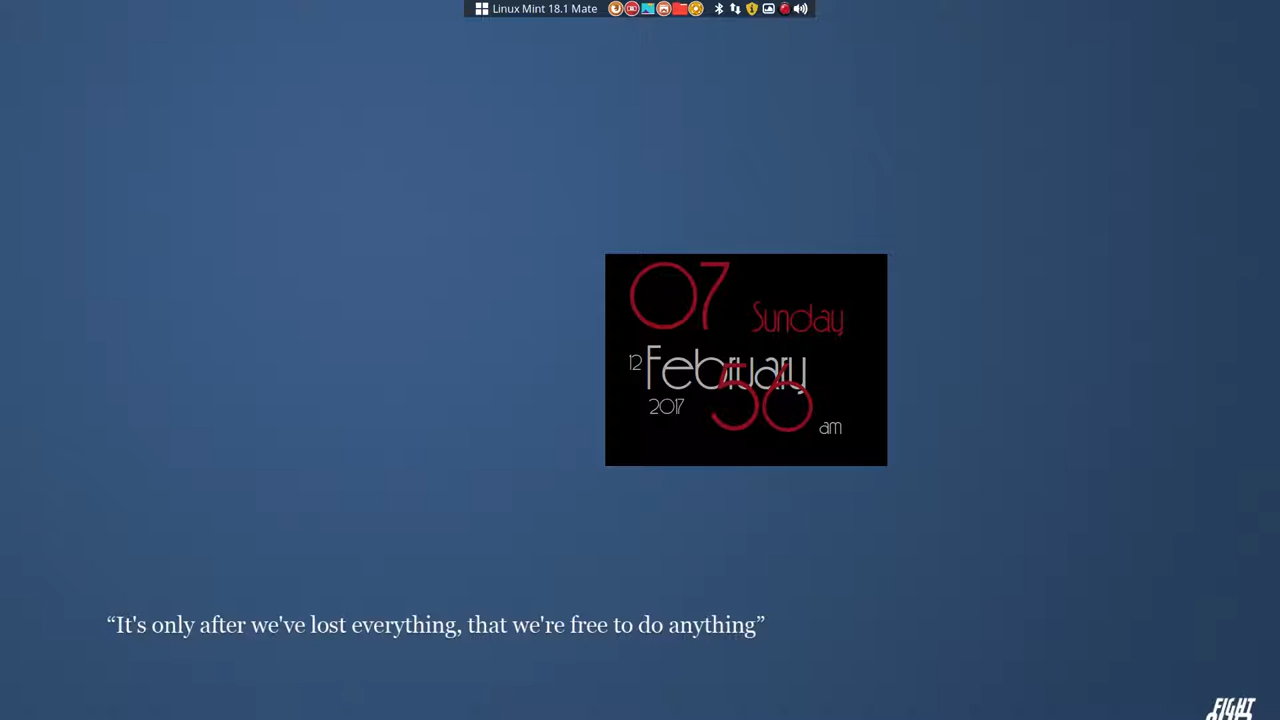 Linux Mint 18.1 Mate
07
Sunday
12 February
2017
56
am
“It's only after we've lost everything, that we're free to do anything”
FIGHT